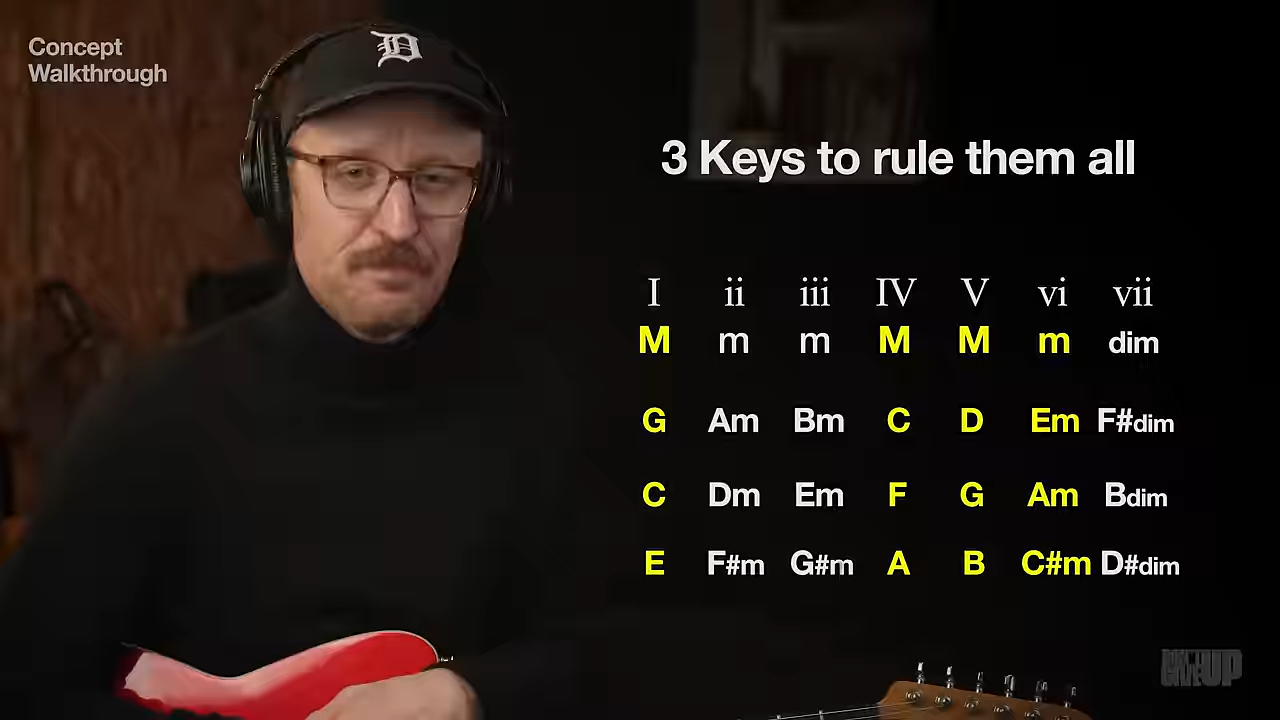 Concept
Walkthrough
D
3 Keys to rule them all
I ii iii IV V vi vii
M m m M M m dim
G Am Bm C D Em F#dim
C Dm Em F G Am Bdim
E F#m G#m A B C#m D#dim
UP